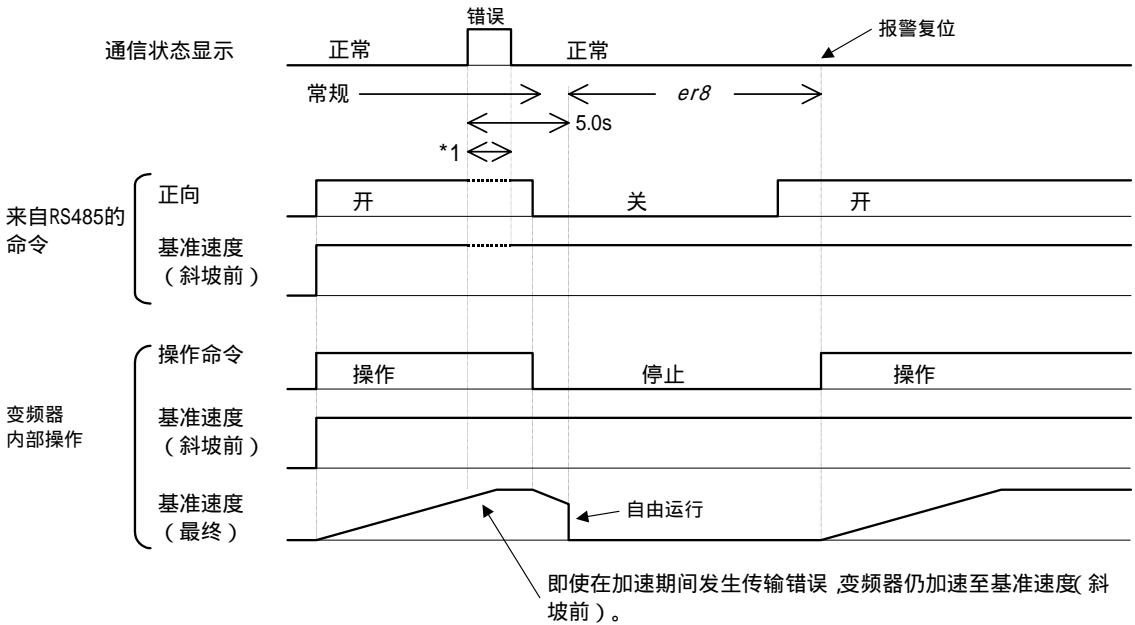 错误
报警复位
通信状态显示
正常
正常
常规
er8
5.0s
*1
来自RS485的
命令
正向
开
关
开
基准速度
（斜坡前）
变频器
内部操作
操作命令
操作
停止
操作
基准速度
（斜坡前）
基准速度
（最终）
自由运行
即使在加速期间发生传输错误,变频器仍加速至基准速度(斜
坡前)。